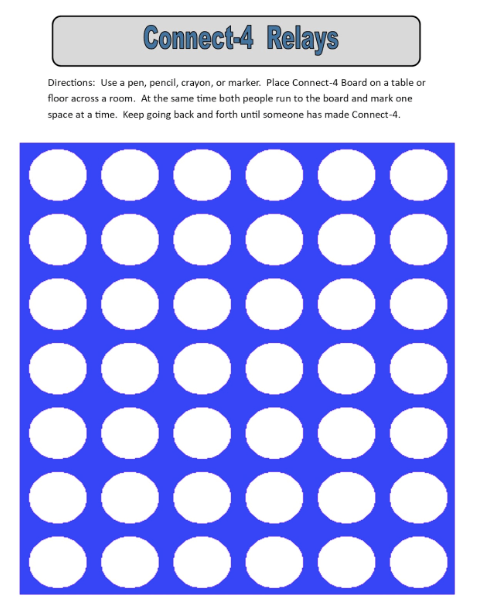 Connect-4 Relays
Directions: Use a pen, pencil, crayon, or marker. Place Connect-4 Board on a table or
floor across a room. At the same time both people run to the board and mark one
space at a time. Keep going back and forth until someone has made Connect-4.